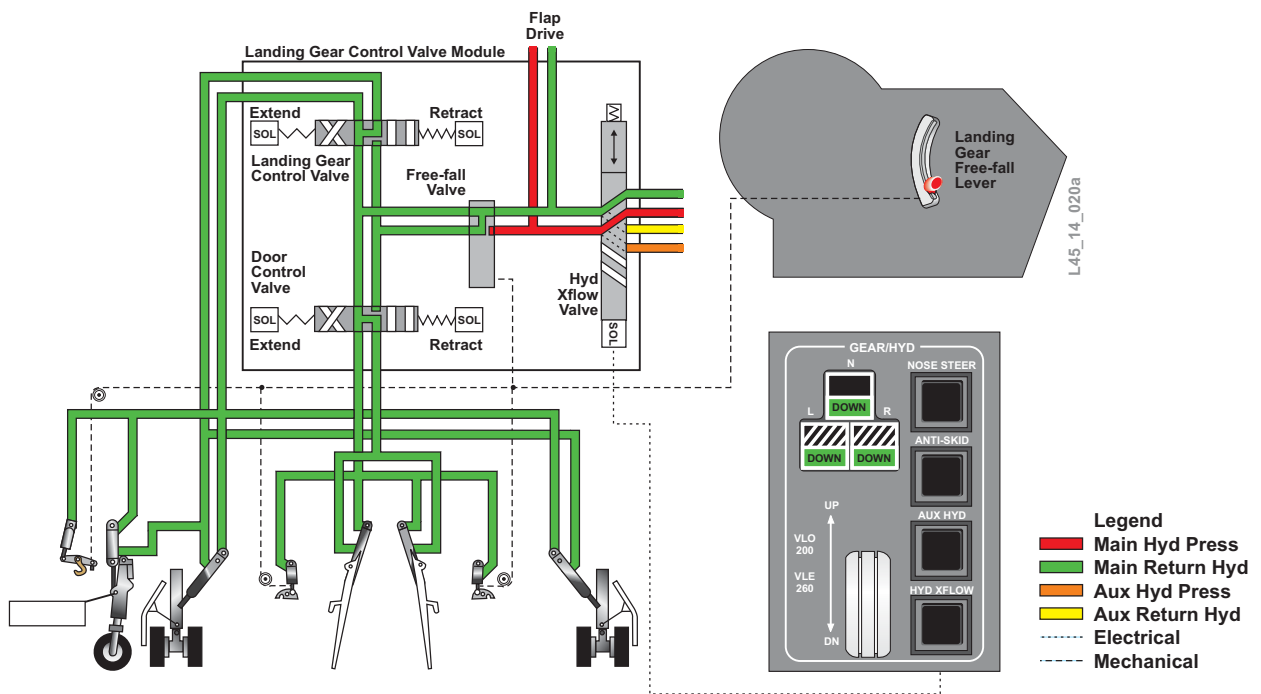 Flap
Drive
Landing Gear Control Valve Module
Extend
Retract
SOL
SOL
Landing Gear
Control Valve
Free-fall
Valve
Door
Control
Valve
Hyd
Xflow
Valve
SOL
SOL
SOL
Extend
Retract
Landing
Gear
Free-fall
Lever
L45_14_020a
GEAR/HYD
N
NOSE STEER
DOWN
L
R
DOWN
DOWN
ANTI-SKID
UP
AUX HYD
VLO
200
VLE
260
HYD XFLOW
DN
Legend
Main Hyd Press
Main Return Hyd
Aux Hyd Press
Aux Return Hyd
Electrical
Mechanical